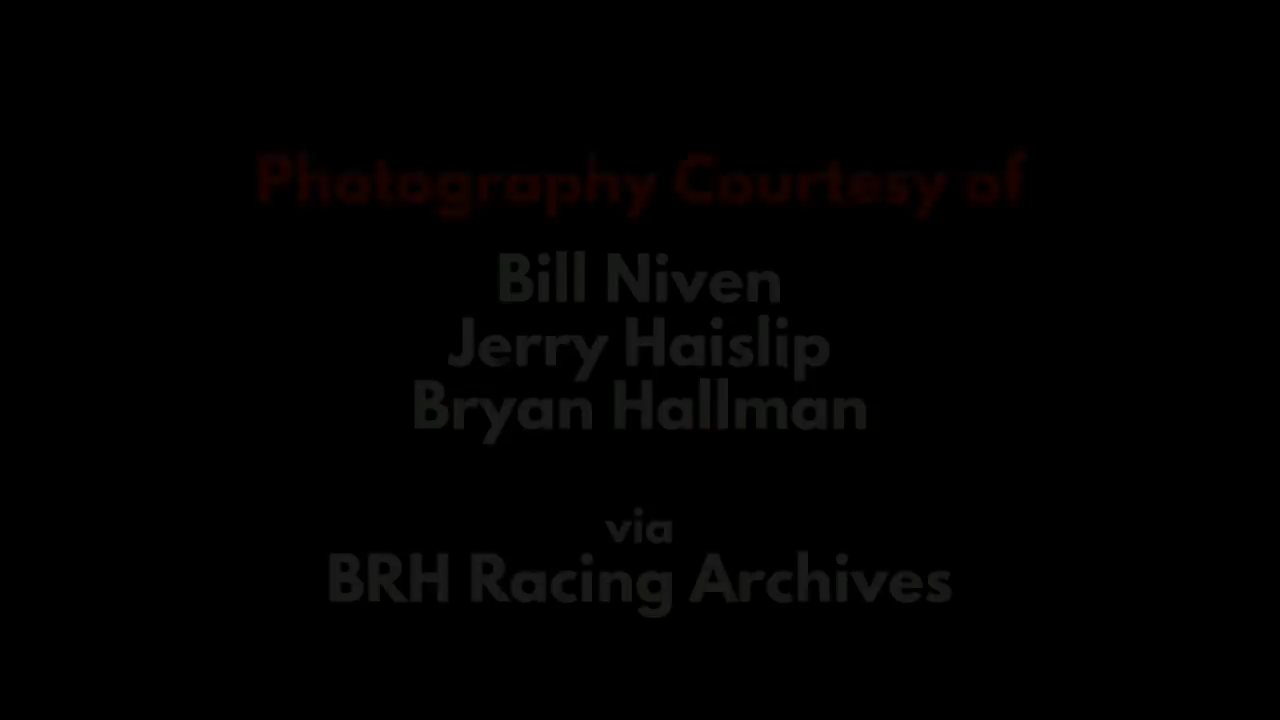 Photography Courtesy of
Bill Niven
Jerry Haislip
Bryan Hallman
via
BRH Racing Archives